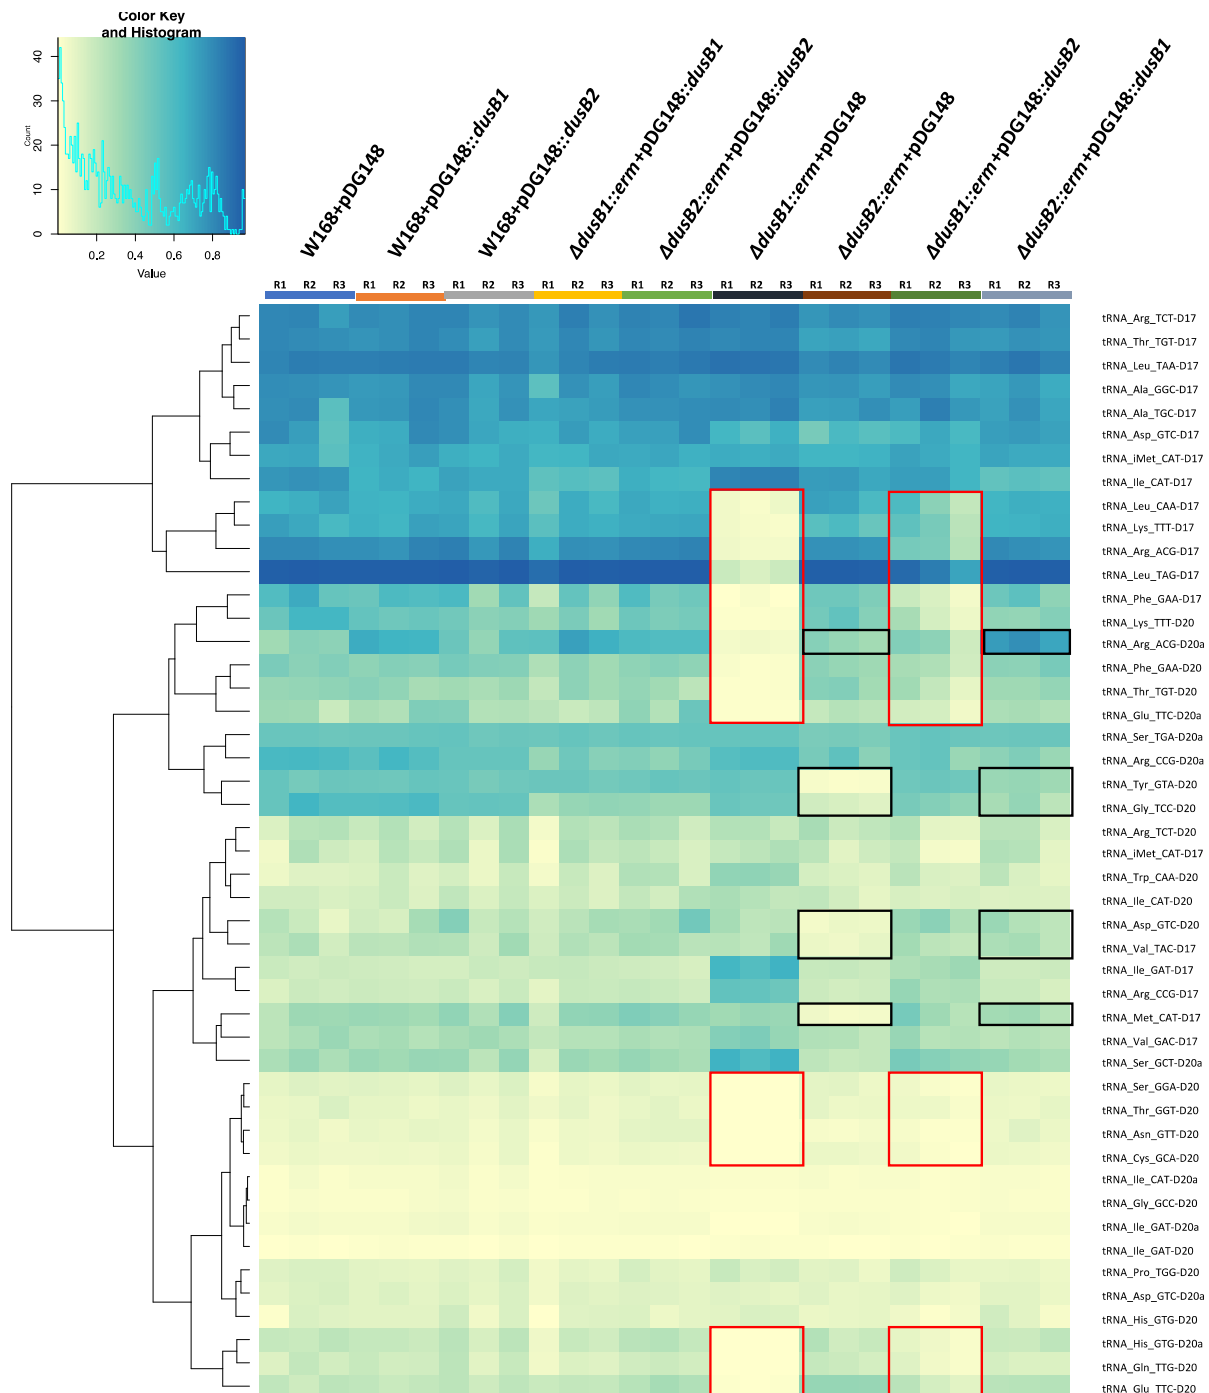 Color Key
and Histogram
Count
0
10
20
30
40
0.2 0.4 0.6 0.8
Value
W168+pDG148
W168+pDG148::dusB1
W168+pDG148::dusB2
ΔdusB1::erm+pDG148::dusB1
ΔdusB2::erm+pDG148::dusB2
ΔdusB1::erm+pDG148
ΔdusB2::erm+pDG148
ΔdusB1::erm+pDG148::dusB2
ΔdusB2::erm+pDG148::dusB1
R1 R2 R3 R1 R2 R3 R1 R2 R3 R1 R2 R3 R1 R2 R3 R1 R2 R3 R1 R2 R3 R1 R2 R3 R1 R2 R3
tRNA_Arg_TCT-D17
tRNA_Thr_TGT-D17
tRNA_Leu_TAA-D17
tRNA_Ala_GGC-D17
tRNA_Ala_TGC-D17
tRNA_Asp_GTC-D17
tRNA_iMet_CAT-D17
tRNA_Ile_CAT-D17
tRNA_Leu_CAA-D17
tRNA_Lys_TTT-D17
tRNA_Arg_ACG-D17
tRNA_Leu_TAG-D17
tRNA_Phe_GAA-D17
tRNA_Lys_TTT-D20
tRNA_Arg_ACG-D20a
tRNA_Phe_GAA-D20
tRNA_Thr_TGT-D20
tRNA_Glu_TTC-D20a
tRNA_Ser_TGA-D20a
tRNA_Arg_CCG-D20a
tRNA_Tyr_GTA-D20
tRNA_Gly_TCC-D20
tRNA_Arg_TCT-D20
tRNA_iMet_CAT-D17
tRNA_Trp_CAA-D20
tRNA_Ile_CAT-D20
tRNA_Asp_GTC-D20
tRNA_Val_TAC-D17
tRNA_Ile_GAT-D17
tRNA_Arg_CCG-D17
tRNA_Met_CAT-D17
tRNA_Val_GAC-D17
tRNA_Ser_GCT-D20a
tRNA_Ser_GGA-D20
tRNA_Thr_GGT-D20
tRNA_Asn_GTT-D20
tRNA_Cys_GCA-D20
tRNA_Ile_CAT-D20a
tRNA_Gly_GCC-D20
tRNA_Ile_GAT-D20a
tRNA_Ile_GAT-D20
tRNA_Pro_TGG-D20
tRNA_Asp_GTC-D20a
tRNA_His_GTG-D20
tRNA_His_GTG-D20a
tRNA_Gln_TTG-D20
tRNA_Glu_TTC-D20